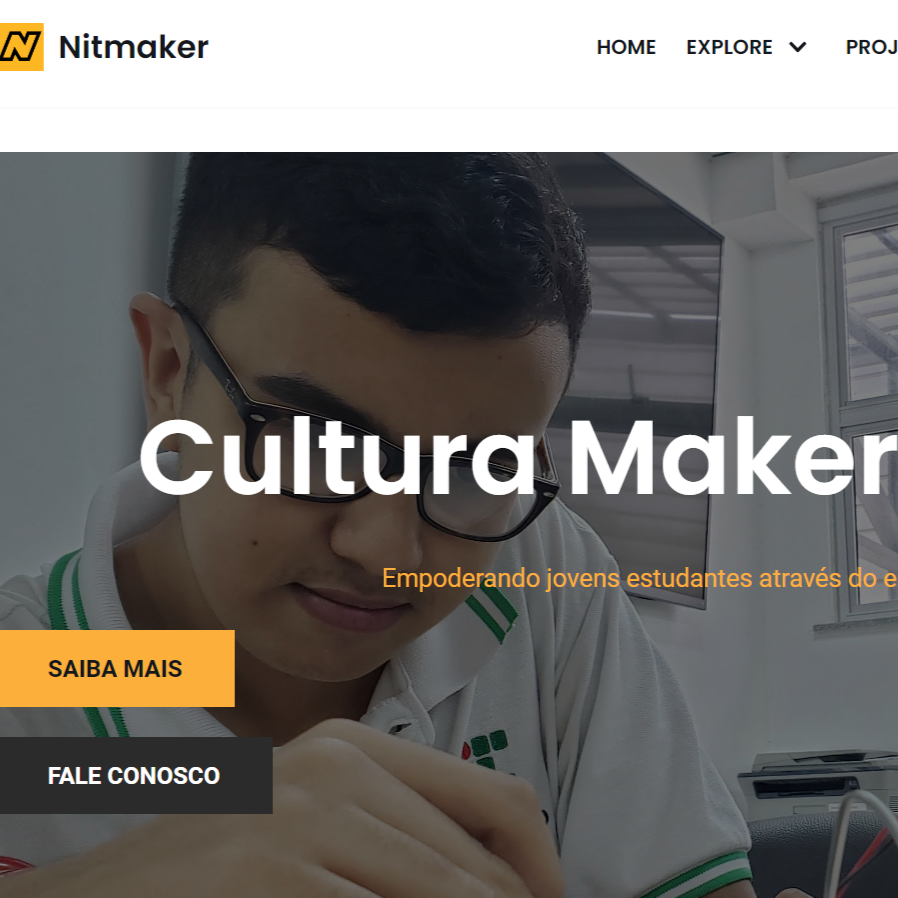 Nitmaker
HOME EXPLORE PROJ
Cultura Maker
Empoderando jovens estudantes através do e
SAIBA MAIS
FALE CONOSCO